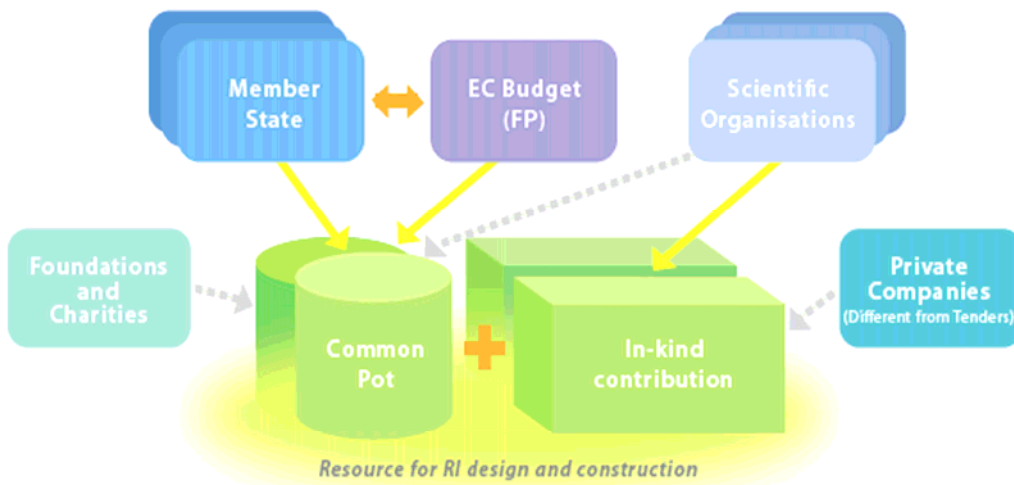 Member
State
EC Budget
(FP)
Scientific
Organisations
Foundations
and
Charities
Private
Companies
(Different from Tenders)
Common
Pot
In-kind
contribution
Resource for RI design and construction